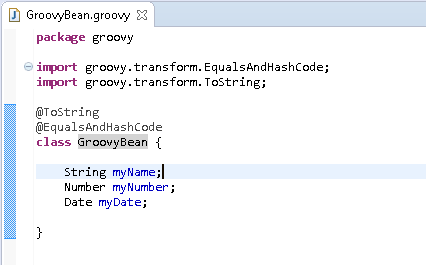 GroovyBean.groovy
package groovy
import groovy.transform.EqualsAndHashCode;
import groovy.transform.ToString;
@ToString
@EqualsAndHashCode
class GroovyBean {
String myName;
Number myNumber;
Date myDate;
}